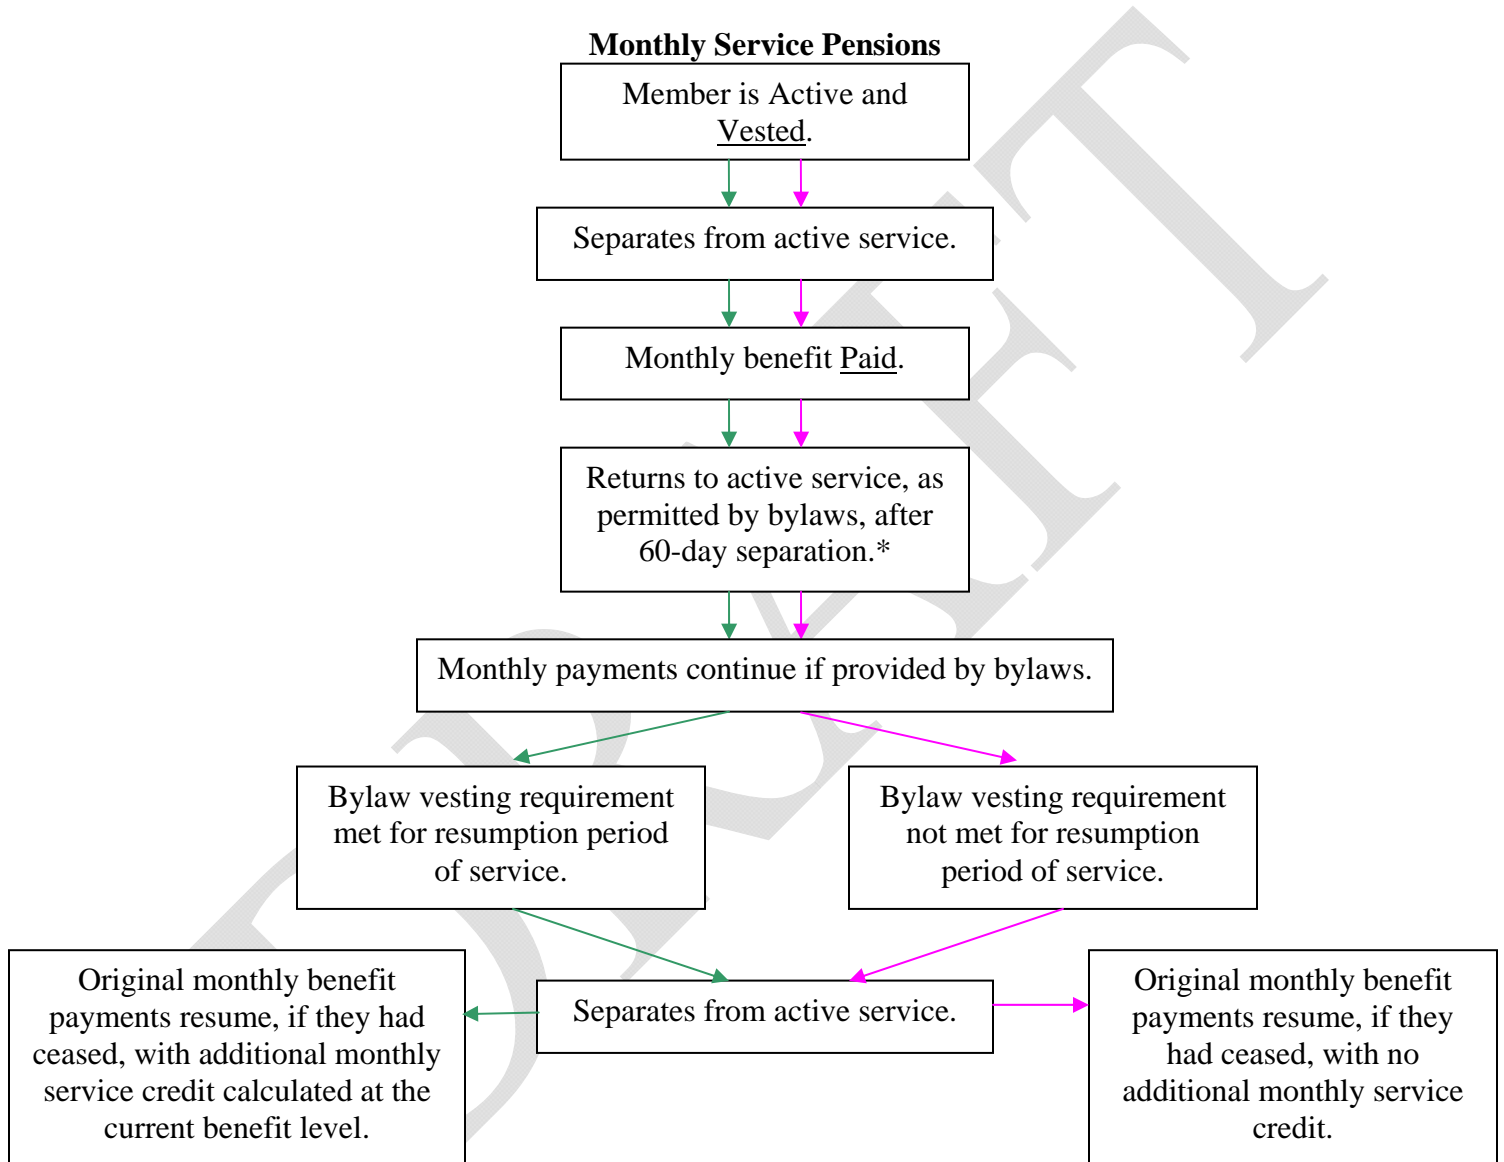 Monthly Service Pensions
Member is Active and
Vested.
Separates from active service.
Monthly benefit Paid.
Returns to active service, as
permitted by bylaws, after
60-day separation.*
Monthly payments continue if provided by bylaws.
Bylaw vesting requirement
met for resumption period
of service.
Bylaw vesting requirement
not met for resumption
period of service.
Separates from active service.
Original monthly benefit
payments resume, if they had
ceased, with additional monthly
service credit calculated at the
current benefit level.
Original monthly benefit
payments resume, if they
had ceased, with no
additional monthly service
credit.
DRAFT